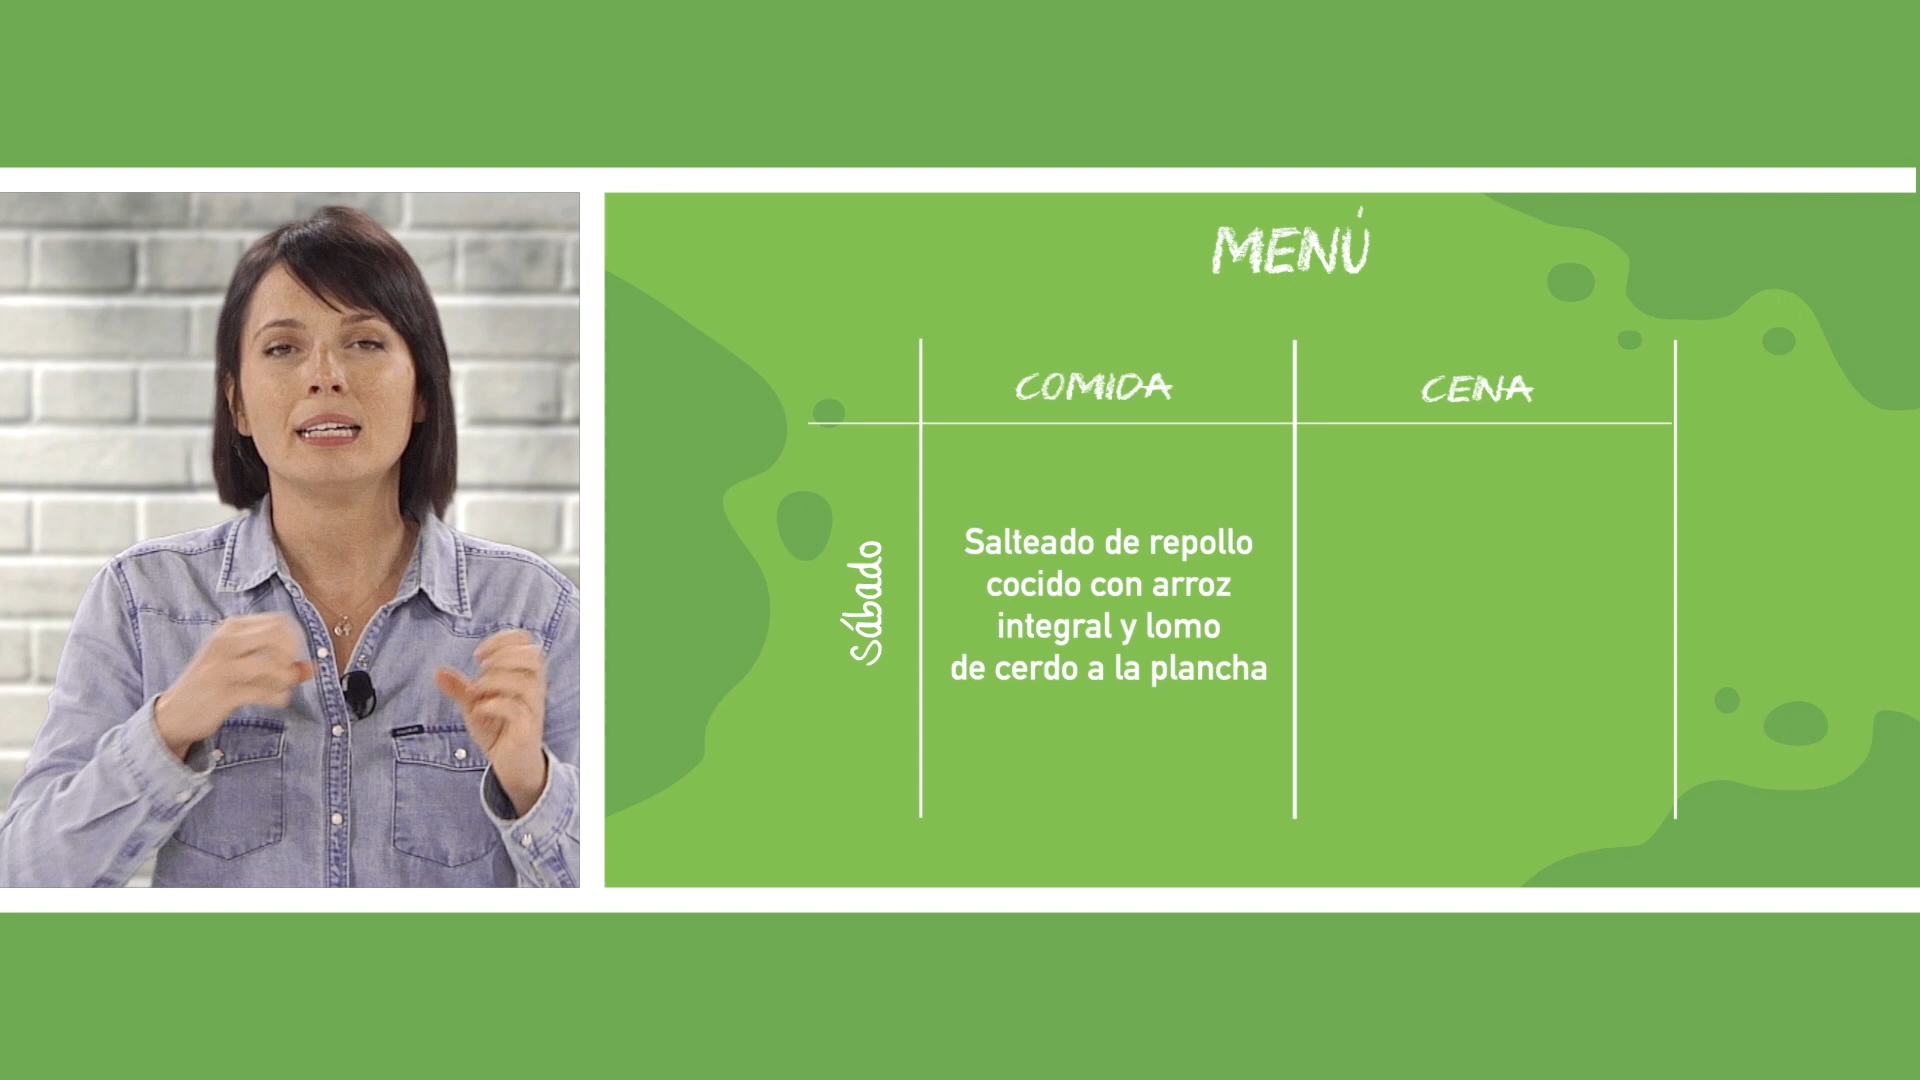 MENÚ
COMIDA
CENA
Sábado
Salteado de repollo
cocido con arroz
integral y lomo
de cerdo a la plancha